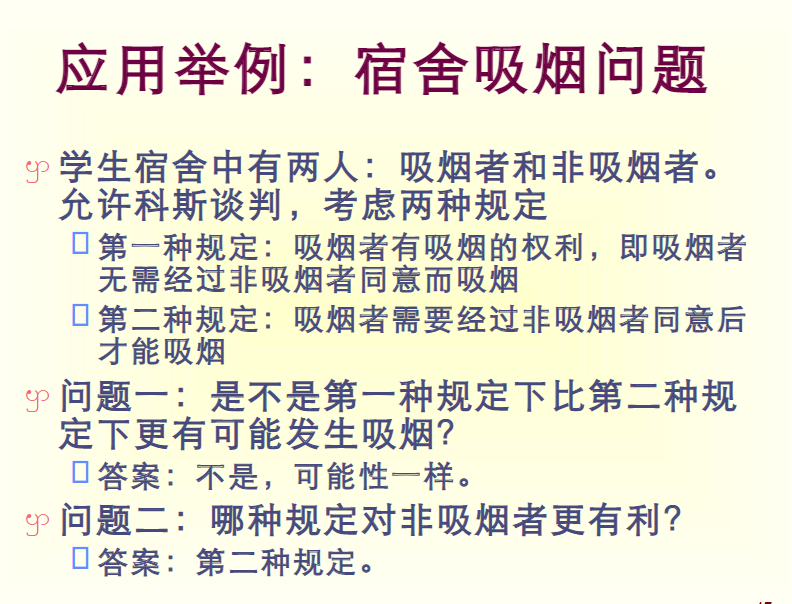 应用举例：宿舍吸烟问题
学生宿舍中有两人：吸烟者和非吸烟者。
允许科斯谈判，考虑两种规定
第一种规定：吸烟者有吸烟的权利，即吸烟者
无需经过非吸烟者同意而吸烟
第二种规定：吸烟者需要经过非吸烟者同意后
才能吸烟
问题一：是不是第一种规定下比第二种规
定下更有可能发生吸烟？
答案：不是，可能性一样。
问题二：哪种规定对非吸烟者更有利？
答案：第二种规定。